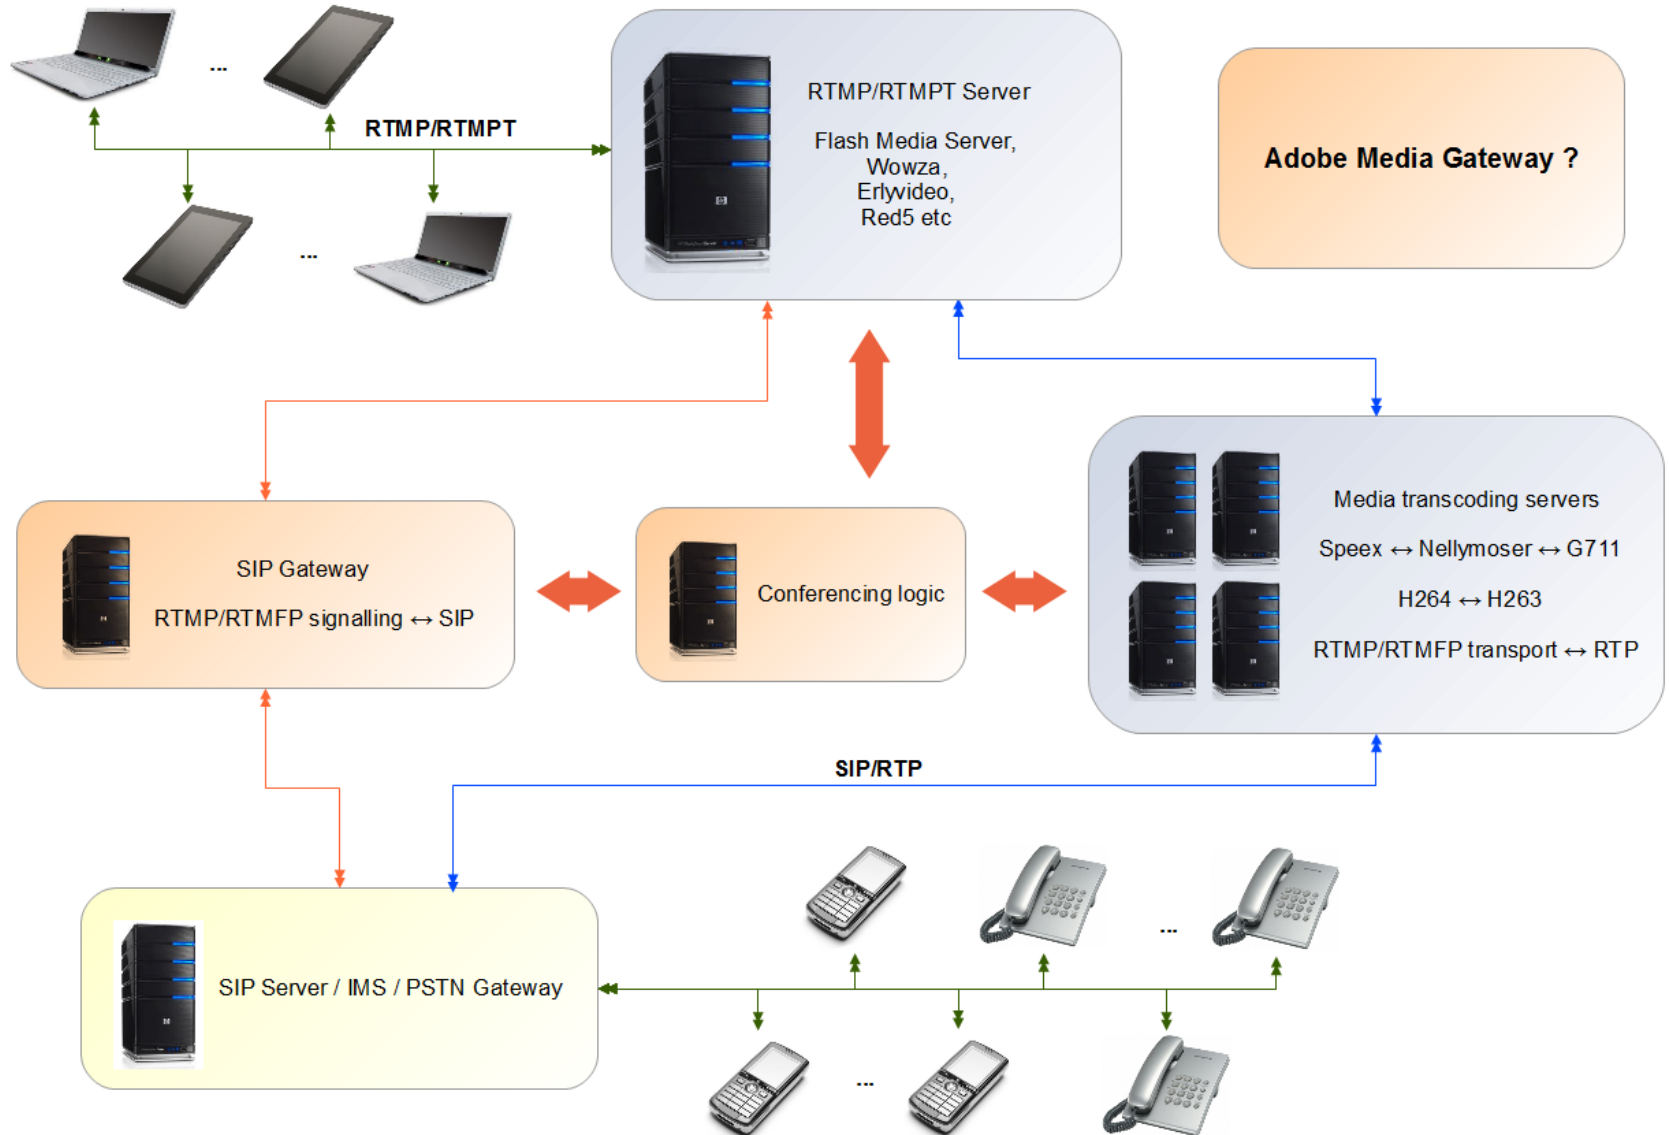 ...
RTMP/RTMPT
...
RTMP/RTMPT Server
Flash Media Server,
Wowza,
Erlyvideo,
Red5 etc
Adobe Media Gateway ?
SIP Gateway
RTMP/RTMFP signalling ↔ SIP
Conferencing logic
Media transcoding servers
Speex ↔ Nellymoser ↔ G711
H264 ↔ H263
RTMP/RTMFP transport ↔ RTP
SIP/RTP
SIP Server / IMS / PSTN Gateway
...
...